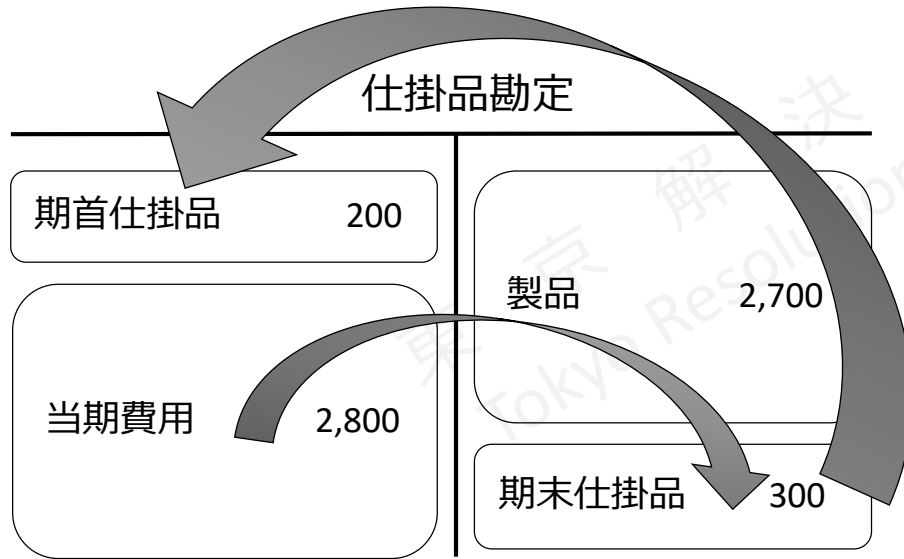 仕掛品勘定
期首仕掛品 200
当期費用 2,800
製品 2,700
期末仕掛品 300
東京解決
Tokyo Resolution